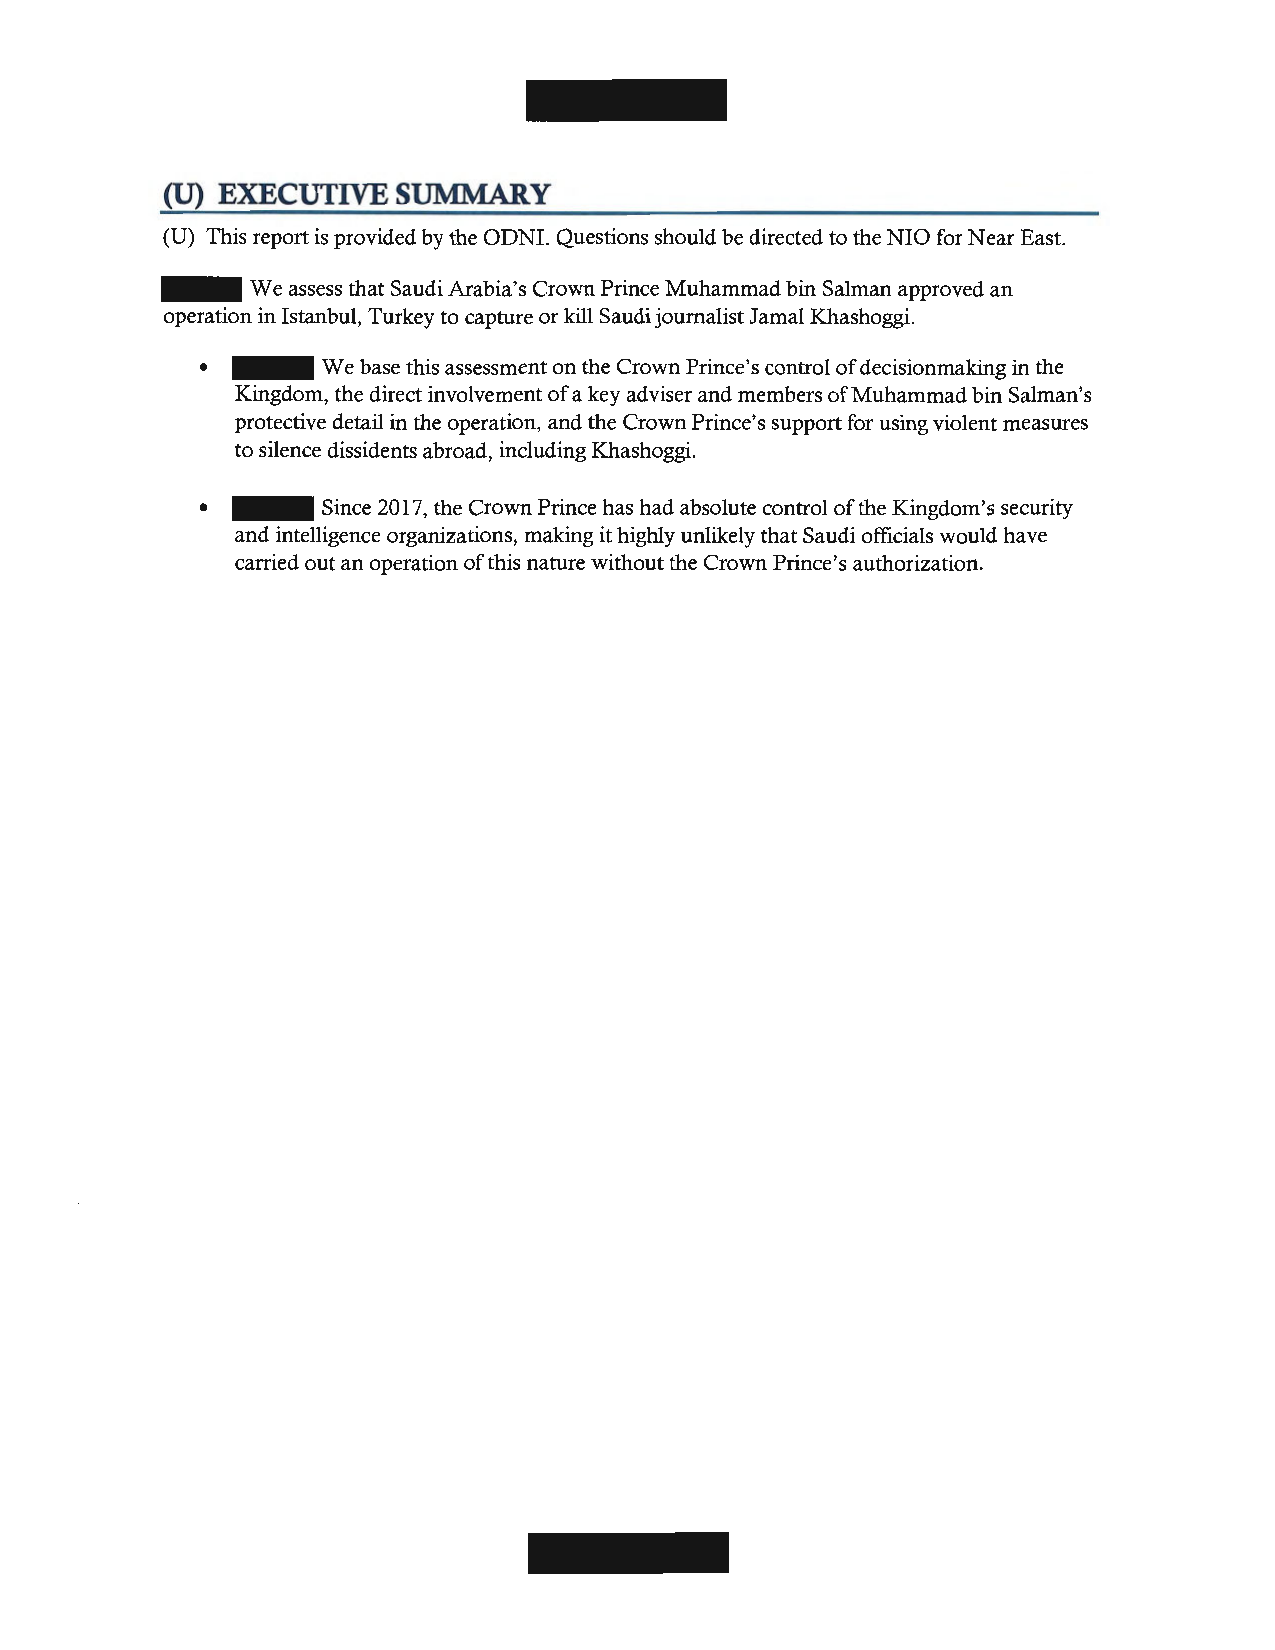 (U) EXECUTIVE SUMMARY
(U) This report is provided by the ODNI. Questions should be directed to the NIO for Near East.
We assess that Saudi Arabia's Crown Prince Muhammad bin Salman approved an
operation in Istanbul, Turkey to capture or kill Saudi journalist Jamal Khashoggi.
• We base this assessment on the Crown Prince's control of decisionmaking in the
Kingdom, the direct involvement of a key adviser and members of Muhammad bin Salman's
protective detail in the operation, and the Crown Prince's support for using violent measures
to silence dissidents abroad, including Khashoggi.
• Since 2017, the Crown Prince has had absolute control of the Kingdom's security
and intelligence organizations, making it highly unlikely that Saudi officials would have
carried out an operation of this nature without the Crown Prince's authorization.